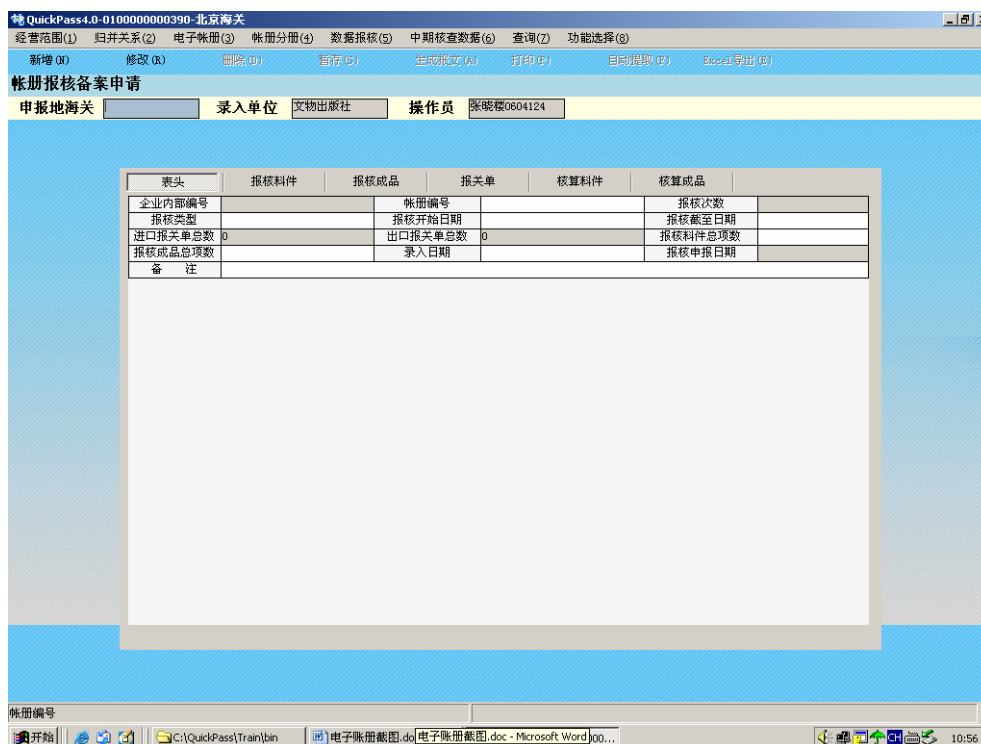 QuickPass4.0-0100000000390-北京海关
经营范围(1) 归并关系(2) 电子帐册(3) 帐册分册(4) 数据报核(5) 中期核查数据(6) 查询(7) 功能选择(8)
新增(N) 修改(R) 删除(D) 暂存(S) 生成报文(A) 打印(P) 自动提取(F) Excel导出(E)
帐册报核备案申请
申报地海关 录入单位 文物出版社 操作员 张晓楼0604124
表头 报核料件 报核成品 报关单 核算料件 核算成品
企业内部编号 帐册编号 报核次数
报核类型 报核开始日期 报核截至日期
进口报关单总数 0 出口报关单总数 0 报核料件总项数
报核成品总项数 录入日期 报核申报日期
备 注
帐册编号
开始 C:\QuickPass\Train\bin 电子账册截图.do 电子账册截图.doc - Microsoft Word 00... CH 10:56